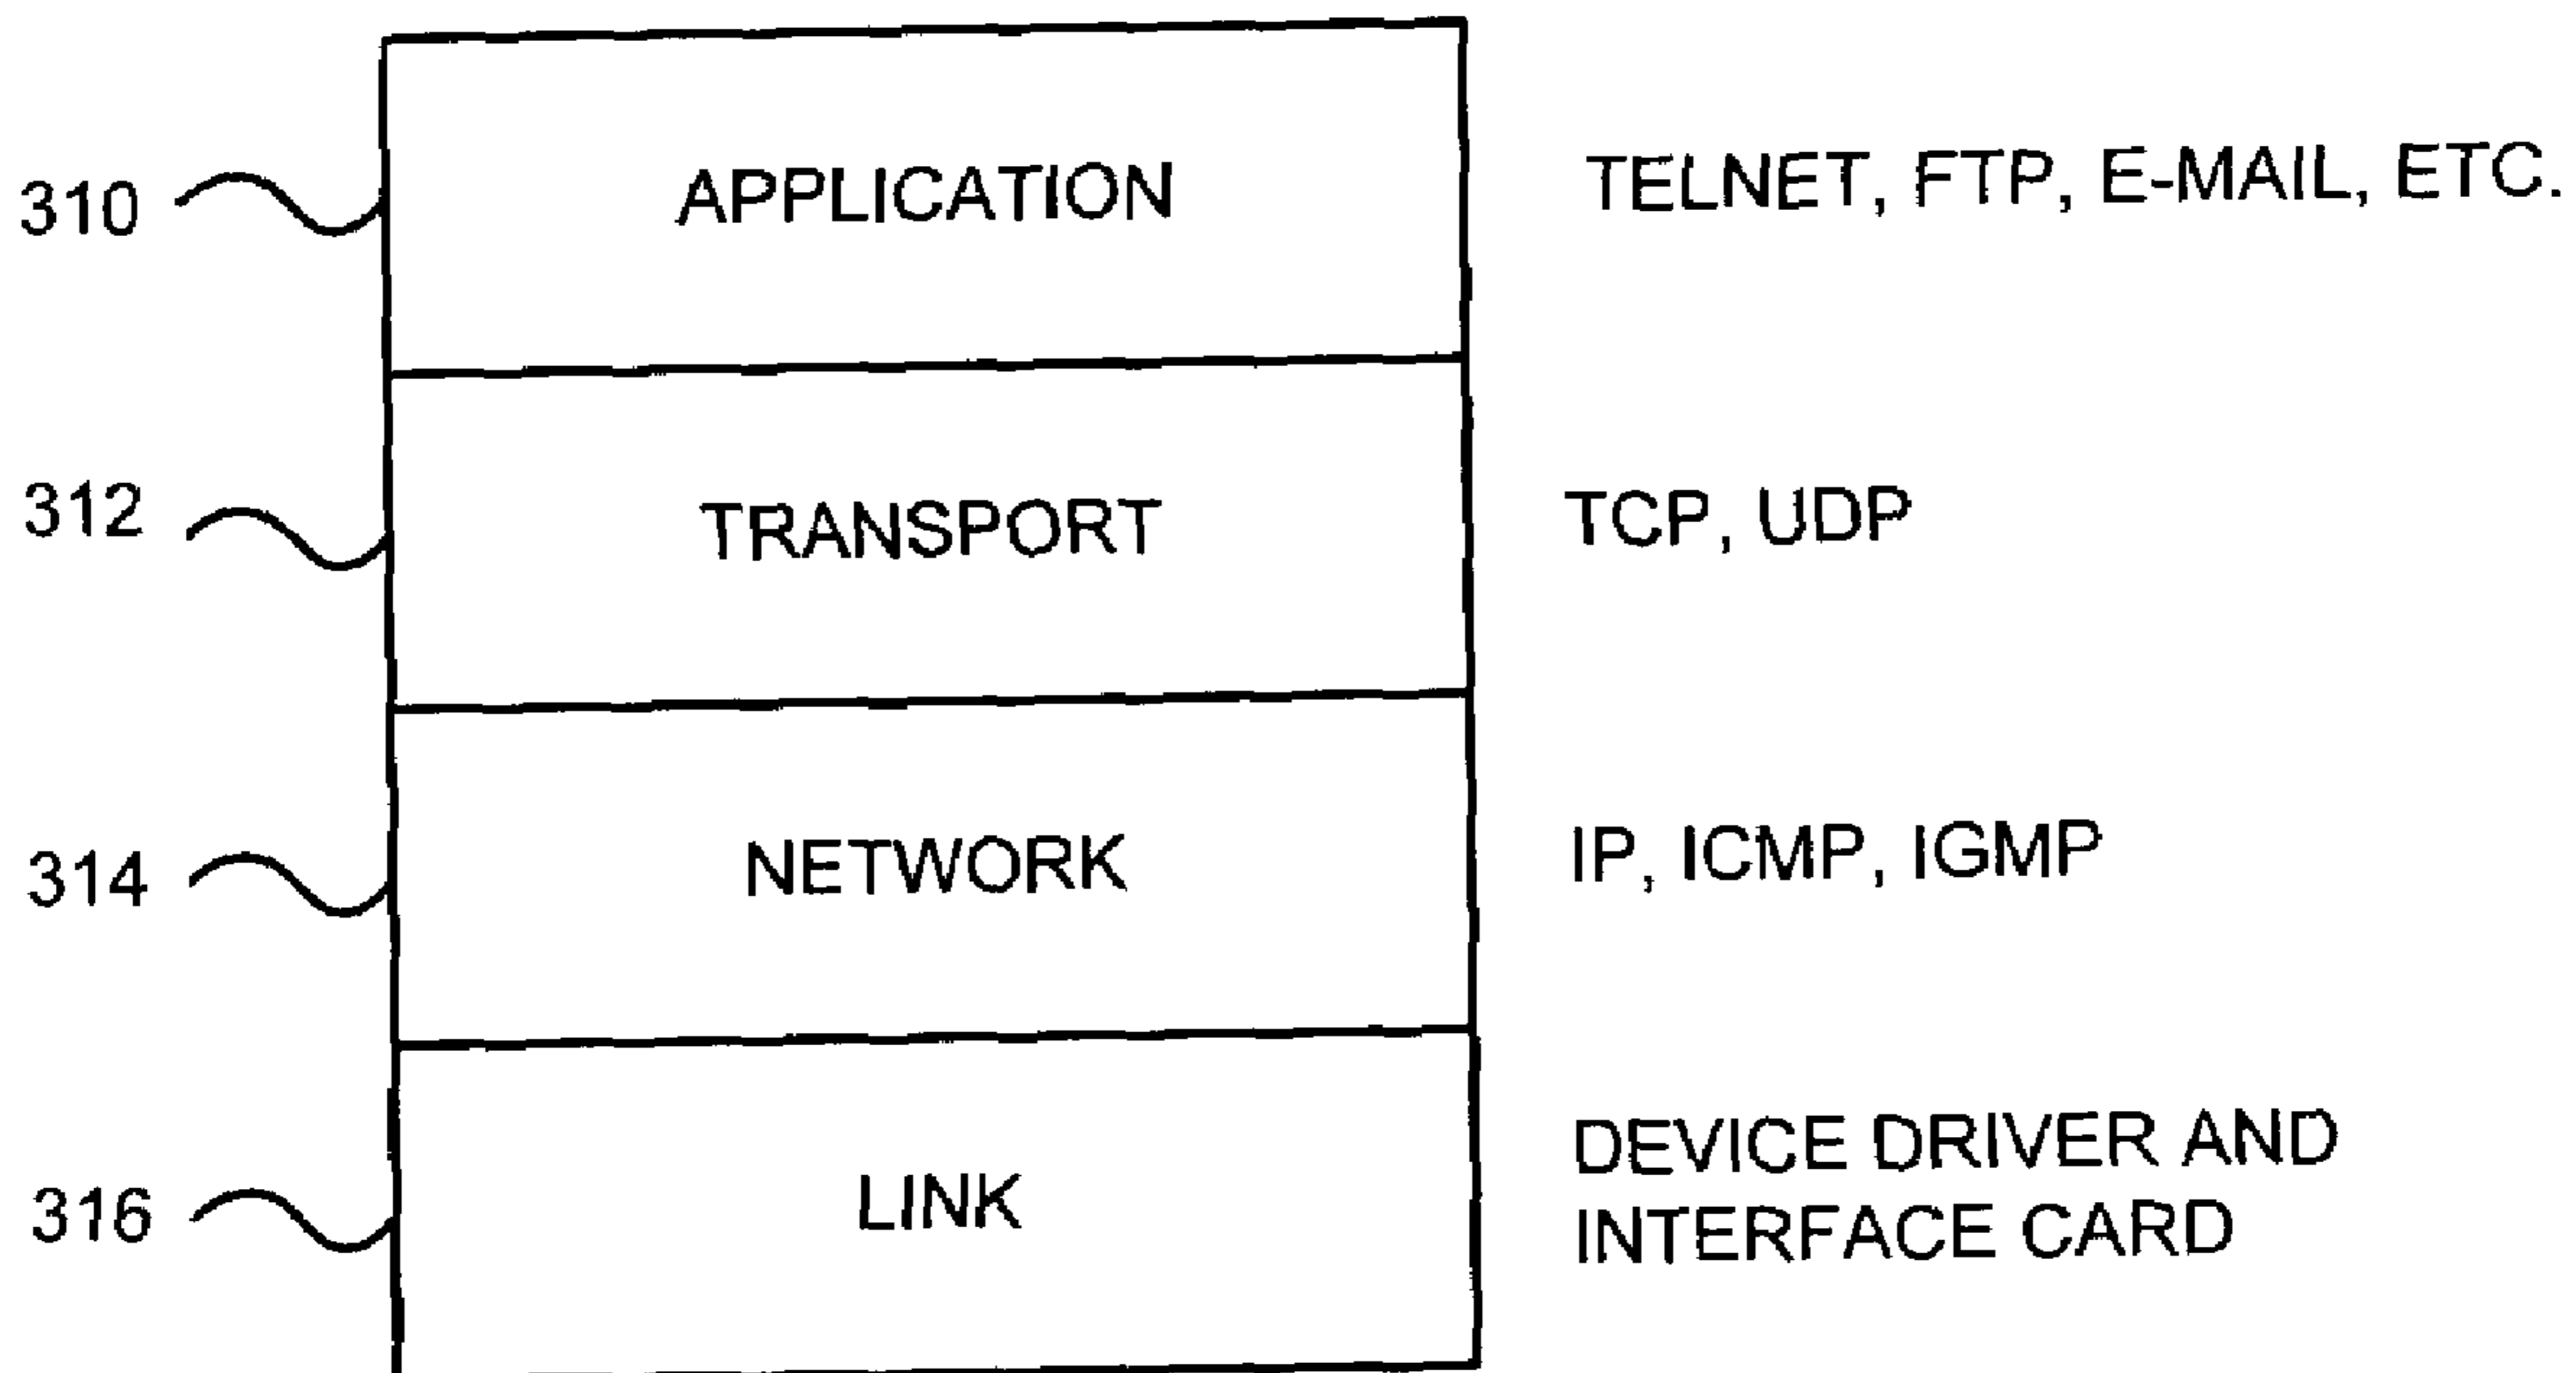 310 APPLICATION TELNET, FTP, E-MAIL, ETC.
312 TRANSPORT TCP, UDP
314 NETWORK IP, ICMP, IGMP
316 LINK DEVICE DRIVER AND
INTERFACE CARD